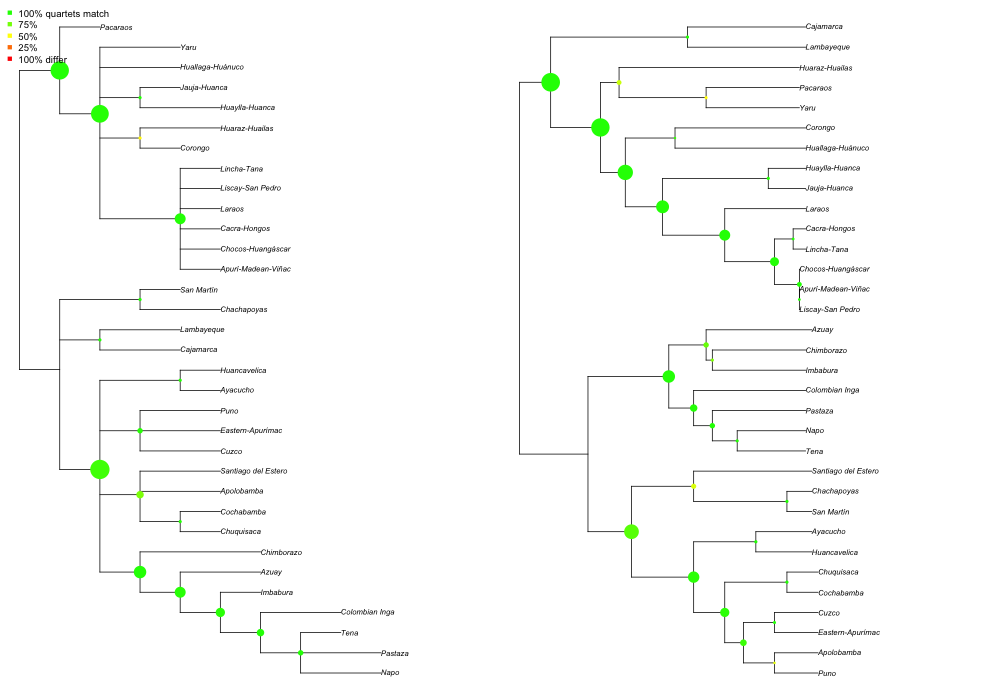 100% quartets match
75%
50%
25%
100% differ
Pacaraos
Yaru
Huallaga-Huánuco
Jauja-Huanca
Huaylla-Huanca
Huaraz-Huailas
Corongo
Lincha-Tana
Liscay-San Pedro
Laraos
Cacra-Hongos
Chocos-Huangáscar
Apurí-Madean-Viñac
San Martín
Chachapoyas
Lambayeque
Cajamarca
Huancavelica
Ayacucho
Puno
Eastern-Apurímac
Cuzco
Santiago del Estero
Apolobamba
Cochabamba
Chuquisaca
Chimborazo
Azuay
Imbabura
Colombian Inga
Tena
Pastaza
Napo
Cajamarca
Lambayeque
Huaraz-Huailas
Pacaraos
Yaru
Corongo
Huallaga-Huánuco
Huaylla-Huanca
Jauja-Huanca
Laraos
Cacra-Hongos
Lincha-Tana
Chocos-Huangáscar
Apurí-Madean-Viñac
Liscay-San Pedro
Azuay
Chimborazo
Imbabura
Colombian Inga
Pastaza
Napo
Tena
Santiago del Estero
Chachapoyas
San Martín
Ayacucho
Huancavelica
Chuquisaca
Cochabamba
Cuzco
Eastern-Apurímac
Apolobamba
Puno